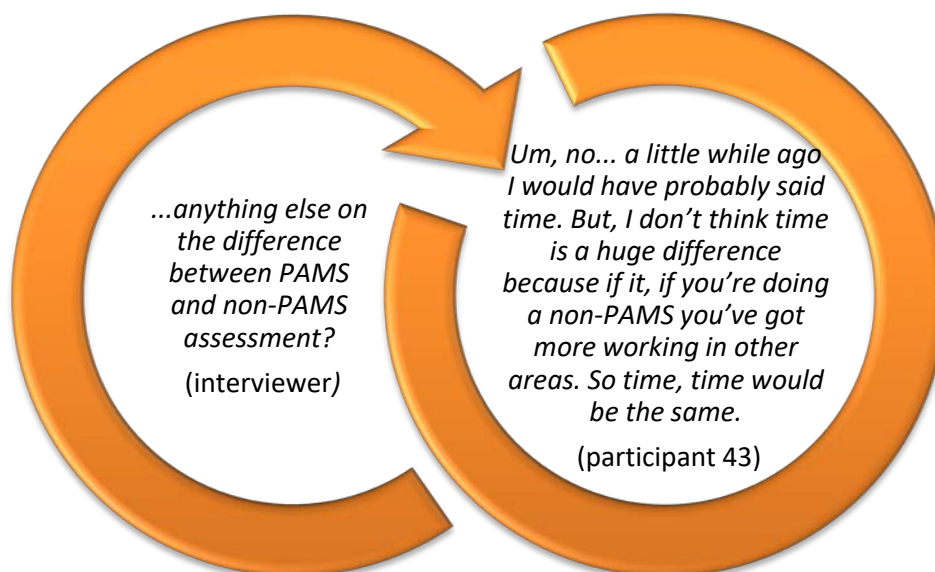 ...anything else on
the difference
between PAMS
and non-PAMS
assessment?
(interviewer)
Um, no... a little while ago
I would have probably said
time. But, I don’t think time
is a huge difference
because if it, if you’re doing
a non-PAMS you’ve got
more working in other
areas. So time, time would
be the same.
(participant 43)